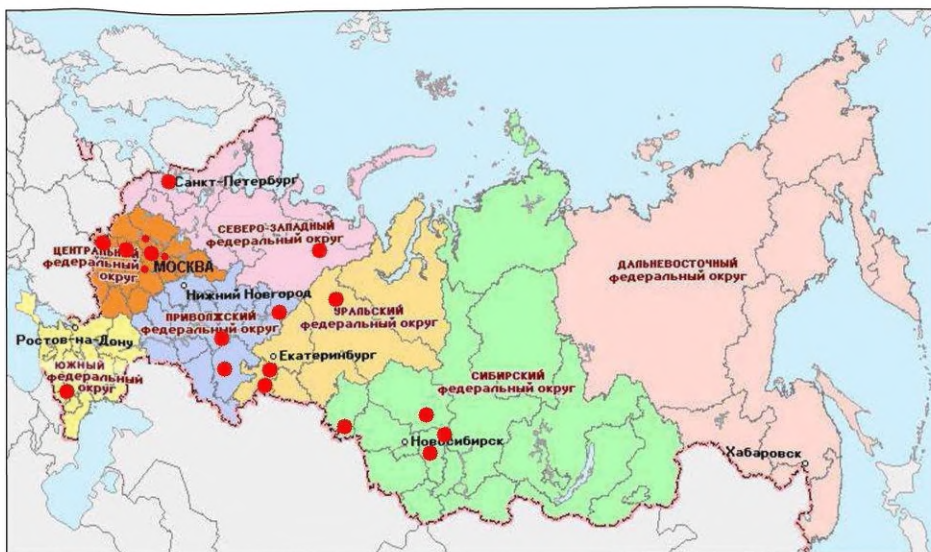 Санкт-Петербург
СЕВЕРО-ЗАПАДНЫЙ
федеральный округ
ЦЕНТРАЛЬНЫЙ
федеральный
округ
МОСКВА
ДАЛЬНЕВОСТОЧНЫЙ
федеральный округ
Нижний Новгород
ПРИВОЛЖСКИЙ
федеральный округ
УРАЛЬСКИЙ
федеральный округ
Ростов-на-Дону
Екатеринбург
ЮЖНЫЙ
федеральный
округ
СИБИРСКИЙ
федеральный округ
Новосибирск
Хабаровск